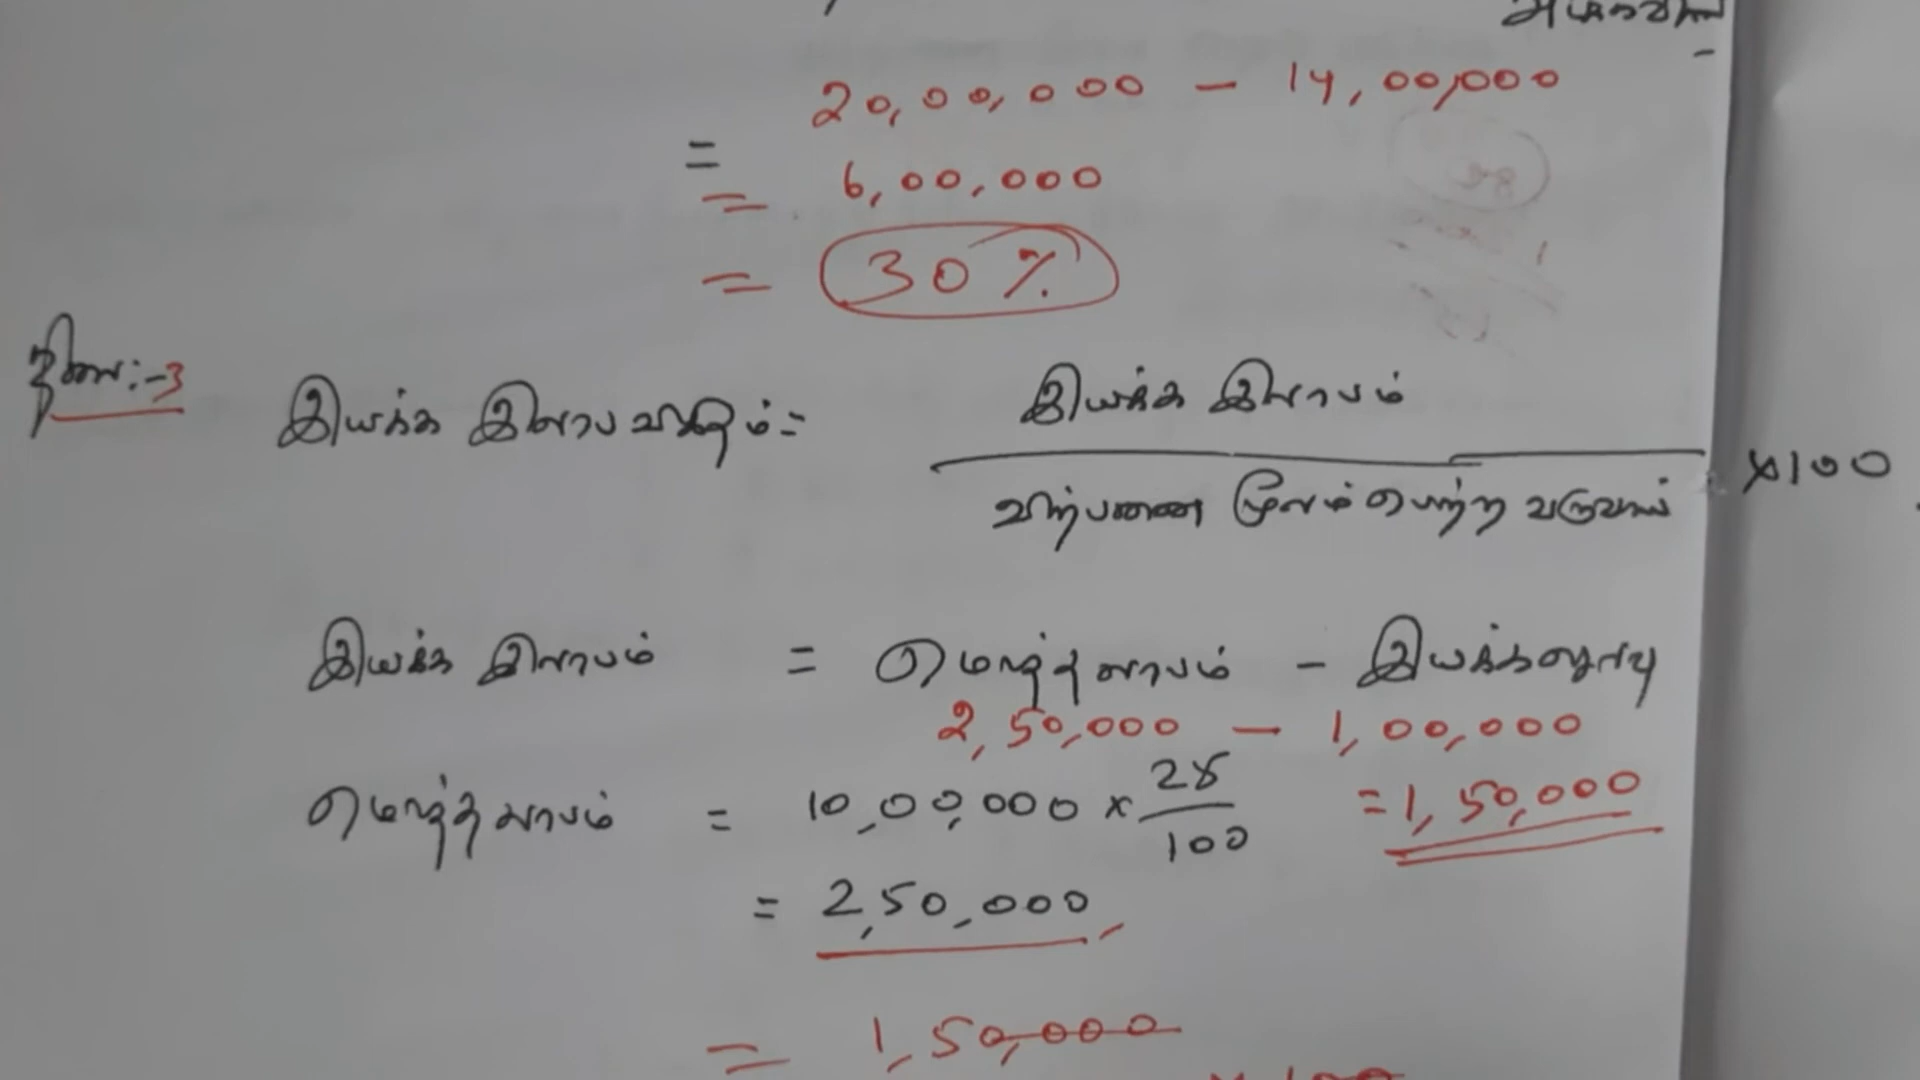 20,00,000 - 14,00,000
=
= 6,00,000
= 30 %
நிலை:-3
இயக்க இலாப விகிதம் =
இயக்க இலாபம்
விற்பனை மூலம் பெற்ற வருவாய்
x100
இயக்க இலாபம் = மொத்த லாபம் - இயக்கசெலவு
2,50,000 - 1,00,000
மொத்த லாபம் = 10,00,000 x 25/100 = 1,50,000
= 2,50,000
= 1,50,000
x 100